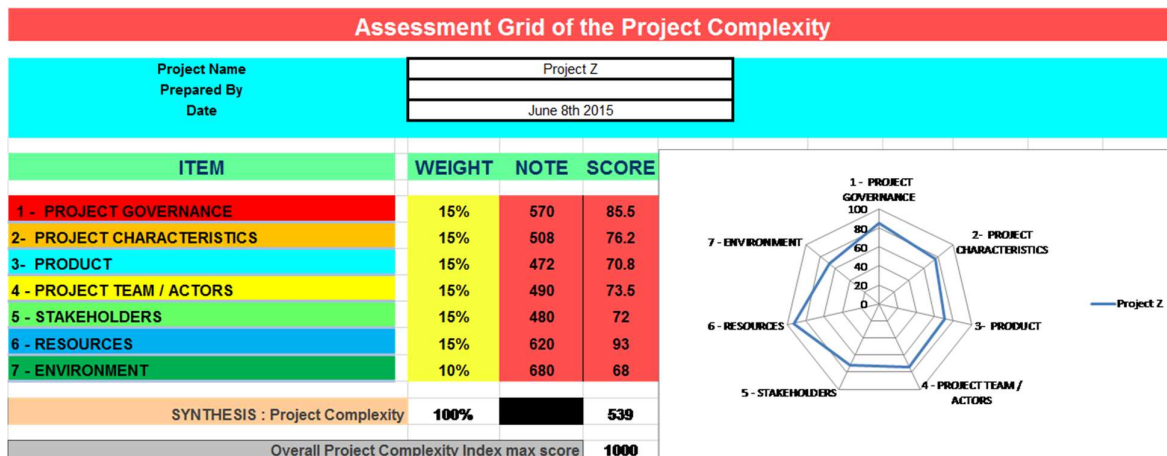 Assessment Grid of the Project Complexity
Project Name Project Z
Prepared By
Date June 8th 2015
ITEM WEIGHT NOTE SCORE
1 - PROJECT GOVERNANCE 15% 570 85.5
2- PROJECT CHARACTERISTICS 15% 508 76.2
3- PRODUCT 15% 472 70.8
4 - PROJECT TEAM / ACTORS 15% 490 73.5
5 - STAKEHOLDERS 15% 480 72
6 - RESOURCES 15% 620 93
7 - ENVIRONMENT 10% 680 68
SYNTHESIS : Project Complexity 100% 539
Overall Project Complexity Index max score 1000
1 - PROJECT
GOVERNANCE
100
80
60
40
20
0
2- PROJECT
CHARACTERISTICS
3- PRODUCT
4 - PROJECT TEAM /
ACTORS
5 - STAKEHOLDERS
6 - RESOURCES
7 - ENVIRONMENT
Project Z